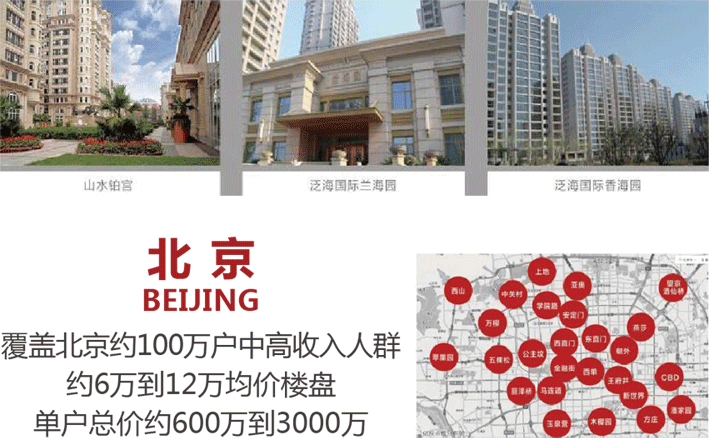 山水铂宫
泛海国际兰海园
泛海国际香海园
北京
BEIJING
覆盖北京约100万户中高收入人群
约6万到12万均价楼盘
单户总价约600万到3000万
上地
西山
中关村
亚奥
望京
酒仙桥
学院路
安定门
万柳
燕莎
西直门
东直门
苹果园
五棵松
公主坟
朝外
金融街
西单
CBD
王府井
马连道
新世界
潘家园
玉泉营
木樨园
方庄